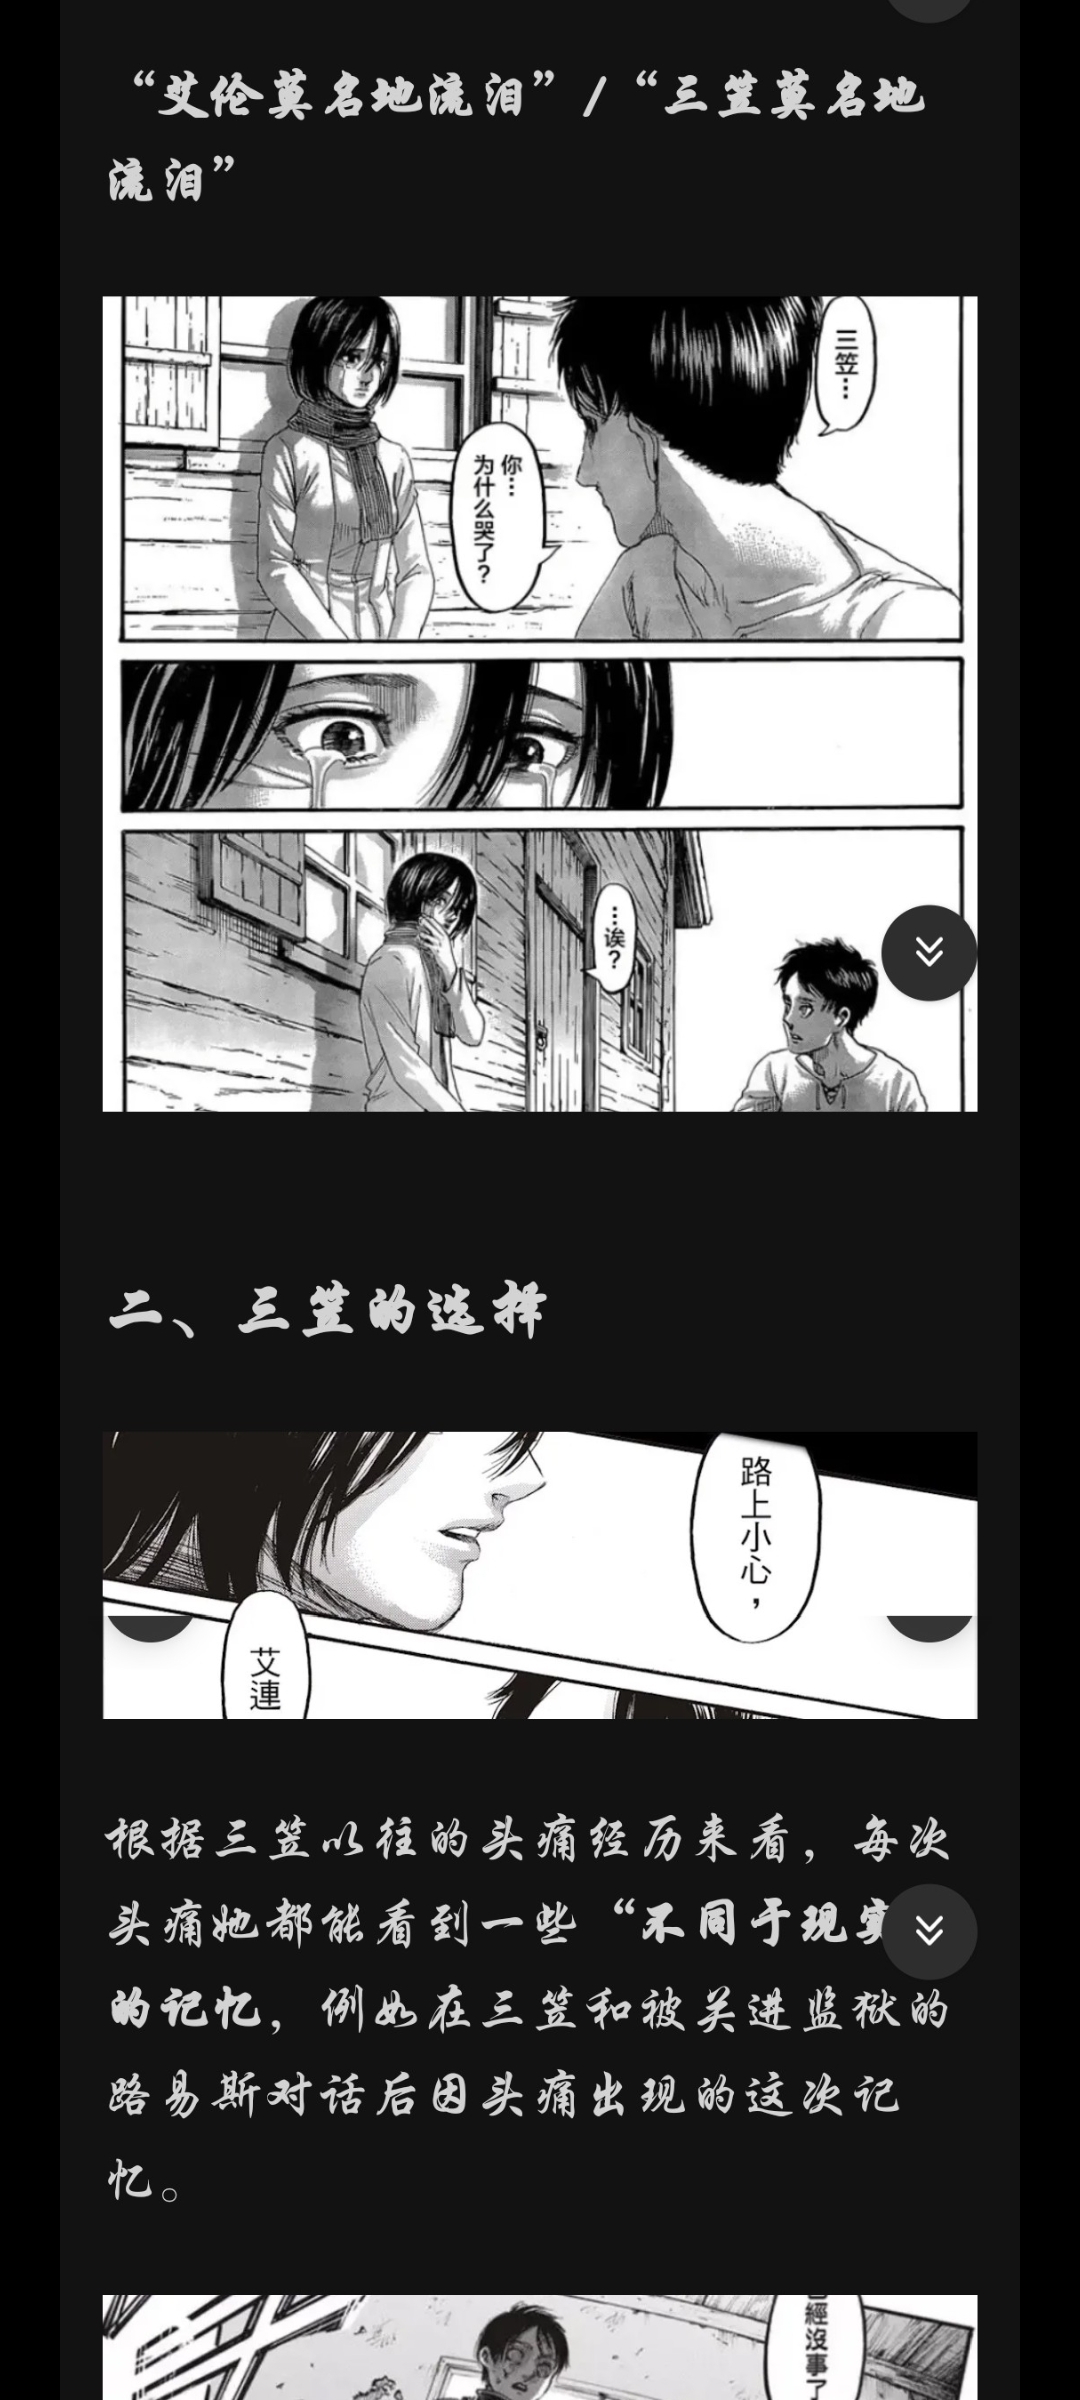 “艾伦莫名地流泪”/“三笠莫名地
流泪”
三笠…
你…
为什么哭了？
…诶？
二、三笠的选择
路上小心，
艾連
根据三笠以往的头痛经历来看，每次
头痛她都能看到一些“不同于现实
的记忆，例如在三笠和被关进监狱的
路易斯对话后因头痛出现的这次记
忆。
經沒事了